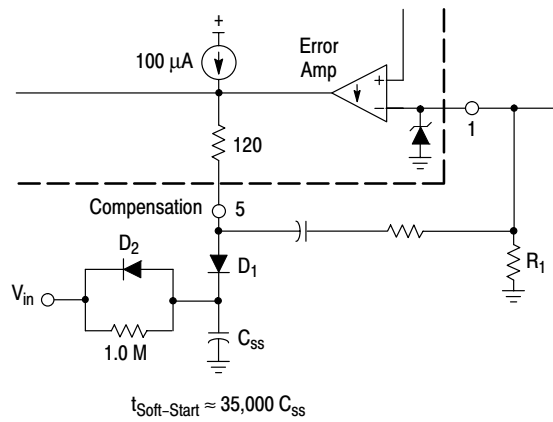 +
100 μA
Error
Amp
+
−
1
120
Compensation
5
D2
D1
R1
Vin
Css
1.0 M
tSoft−Start ≈ 35,000 Css